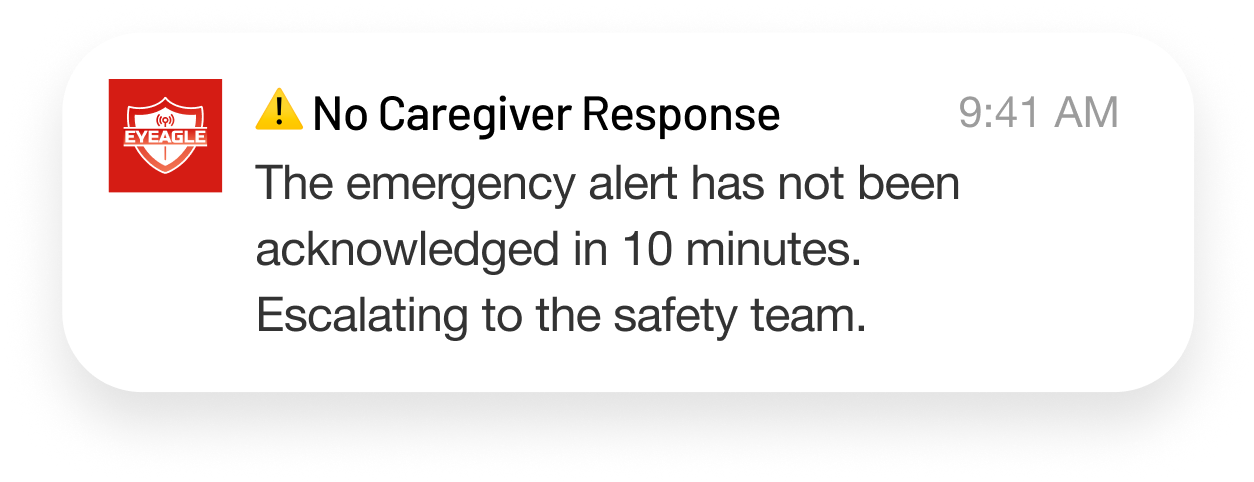 EYEAGLE
⚠️ No Caregiver Response
9:41 AM
The emergency alert has not been
acknowledged in 10 minutes.
Escalating to the safety team.